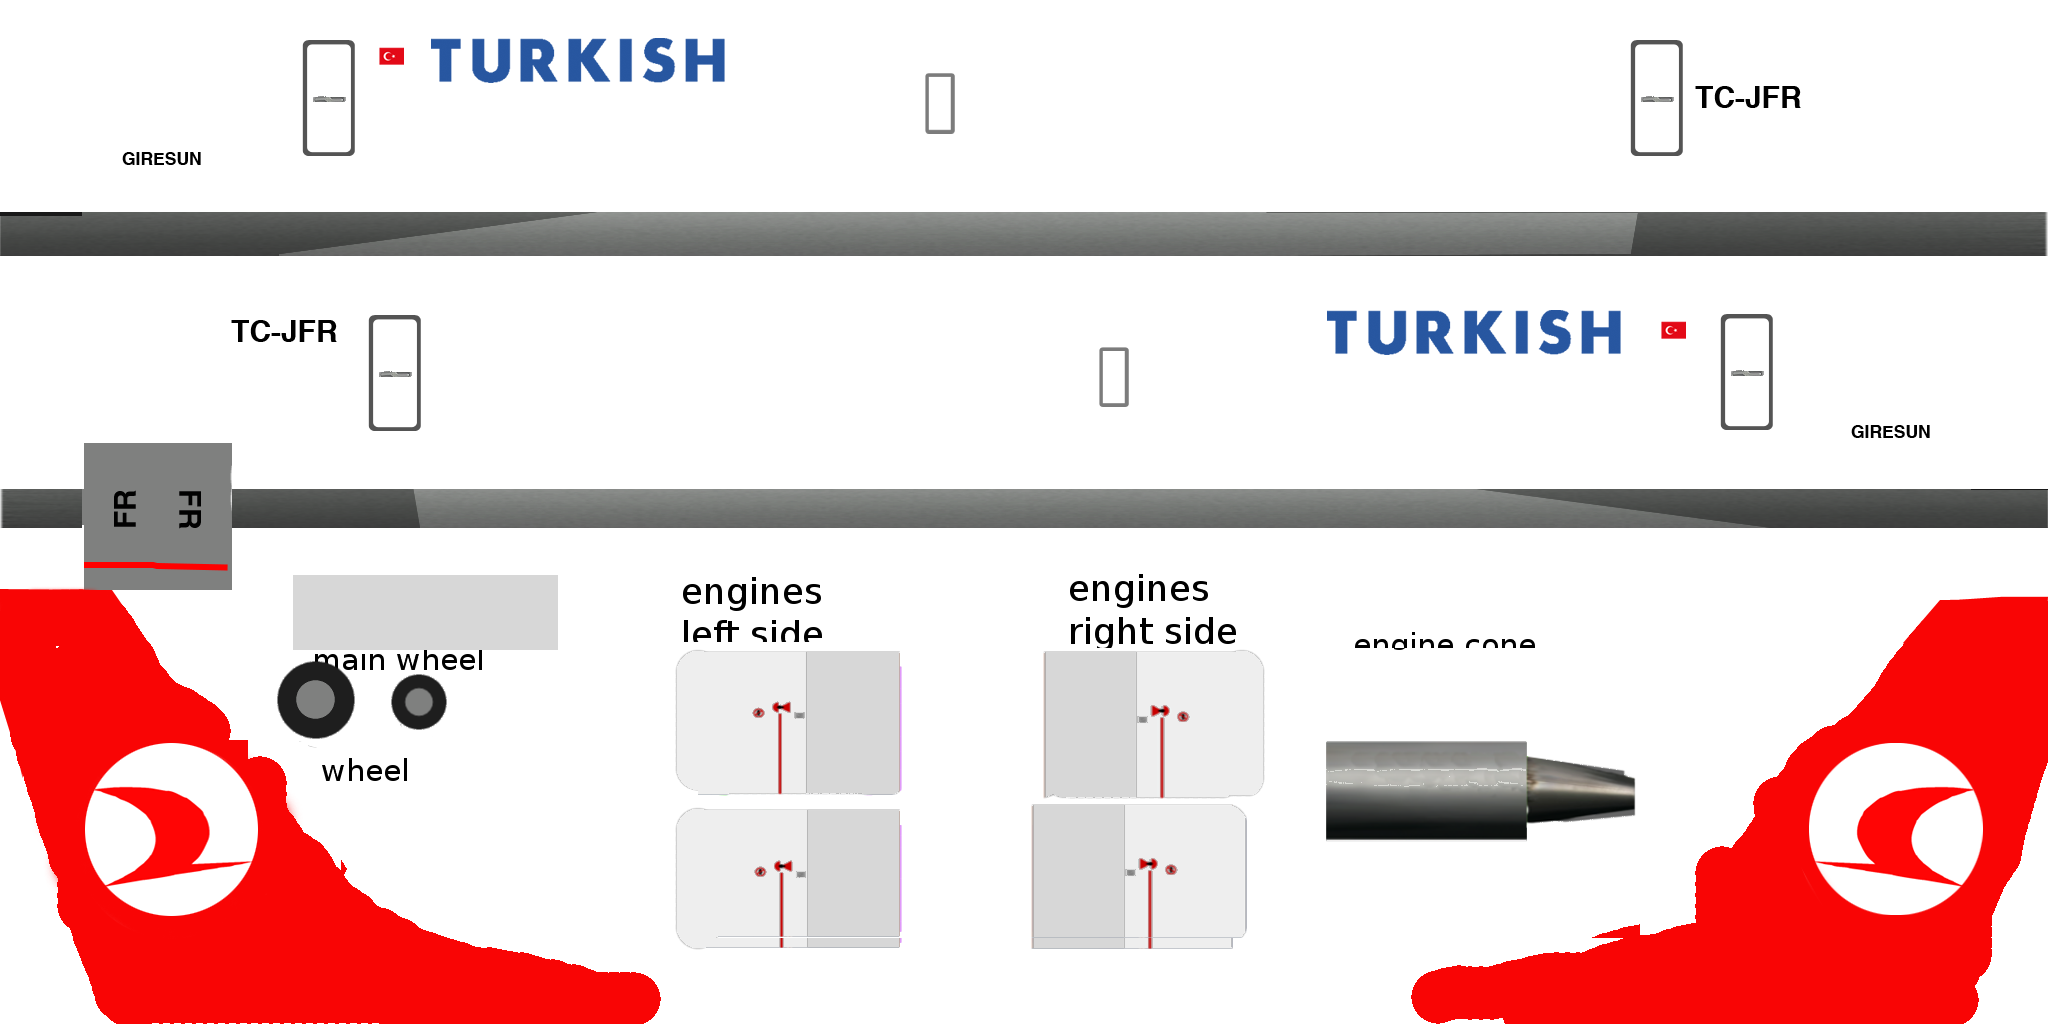 TURKISH
TC-JFR
GIRESUN
TC-JFR
TURKISH
GIRESUN
FR
FR
engines
left side
engines
right side
engine cone
main wheel
wheel